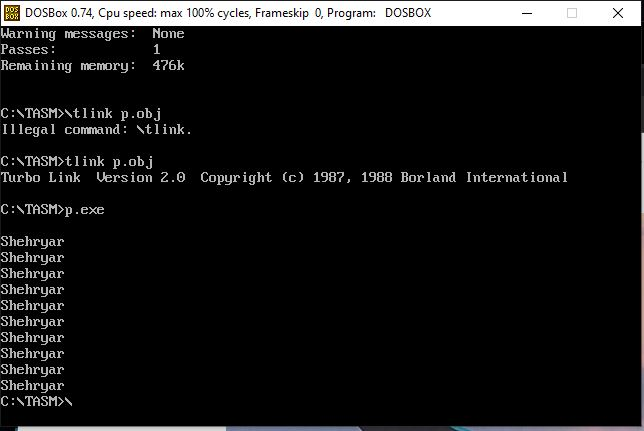 DOSBox 0.74, Cpu speed: max 100% cycles, Frameskip 0, Program: DOSBOX
Warning messages: None
Passes: 1
Remaining memory: 476k
C:\TASM>\tlink p.obj
Illegal command: \tlink.
C:\TASM>tlink p.obj
Turbo Link Version 2.0 Copyright (c) 1987, 1988 Borland International
C:\TASM>p.exe
Shehryar
Shehryar
Shehryar
Shehryar
Shehryar
Shehryar
Shehryar
Shehryar
Shehryar
Shehryar
C:\TASM>\